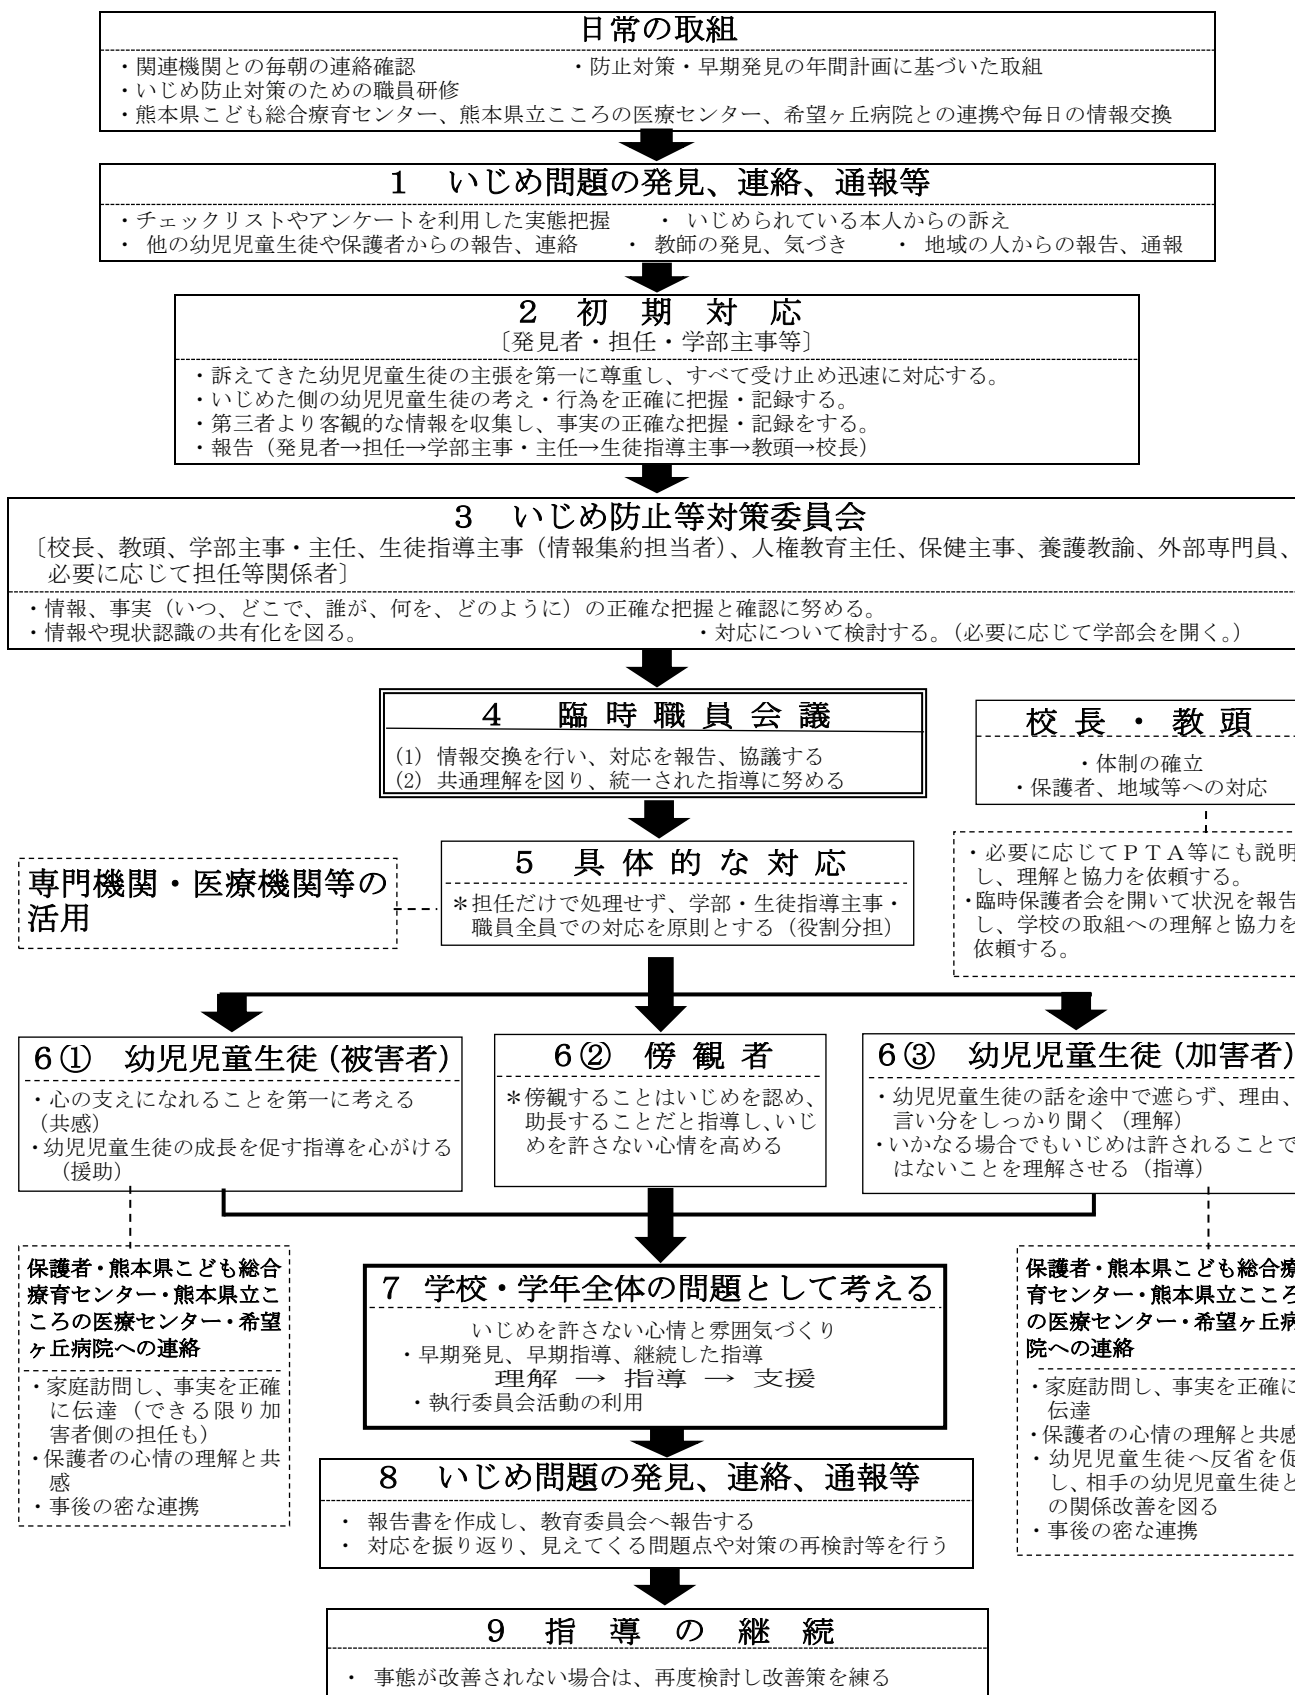 日常の取組
・関連機関との毎朝の連絡確認　・防止対策・早期発見の年間計画に基づいた取組
・いじめ防止対策のための職員研修
・熊本県こども総合療育センター、熊本県立こころの医療センター、希望ヶ丘病院との連携や毎日の情報交換
１　いじめ問題の発見、連絡、通報等
・チェックリストやアンケートを利用した実態把握　・ いじめられている本人からの訴え
・ 他の幼児児童生徒や保護者からの報告、連絡　・ 教師の発見、気づき　・ 地域の人からの報告、通報
２　初　期　対　応
〔発見者・担任・学部主事等〕
・訴えてきた幼児児童生徒の主張を第一に尊重し、すべて受け止め迅速に対応する。
・いじめた側の幼児児童生徒の考え・行為を正確に把握・記録する。
・第三者より客観的な情報を収集し、事実の正確な把握・記録をする。
・報告（発見者→担任→学部主事・主任→生徒指導主事→教頭→校長）
３　いじめ防止等対策委員会
〔校長、教頭、学部主事・主任、生徒指導主事（情報集約担当者）、人権教育主任、保健主事、養護教諭、外部専門員、
必要に応じて担任等関係者〕
・情報、事実（いつ、どこで、誰が、何を、どのように）の正確な把握と確認に努める。
・情報や現状認識の共有化を図る。　・対応について検討する。（必要に応じて学部会を開く。）
４　臨 時 職 員 会 議
(1) 情報交換を行い、対応を報告、協議する
(2) 共通理解を図り、統一された指導に努める
校 長 ・ 教 頭
・体制の確立
・保護者、地域等への対応
・必要に応じてＰＴＡ等にも説明
し、理解と協力を依頼する。
・臨時保護者会を開いて状況を報告
し、学校の取組への理解と協力を
依頼する。
専門機関・医療機関等の
活用
５　具 体 的 な 対 応
＊担任だけで処理せず、学部・生徒指導主事・
職員全員での対応を原則とする（役割分担）
６①　幼児児童生徒（被害者）
・心の支えになれることを第一に考える
（共感）
・幼児児童生徒の成長を促す指導を心がける
（援助）
６②　傍 観 者
＊傍観することはいじめを認め、
助長することだと指導し、いじ
めを許さない心情を高める
６③　幼児児童生徒（加害者）
・幼児児童生徒の話を途中で遮らず、理由、
言い分をしっかり聞く（理解）
・いかなる場合でもいじめは許されることで
はないことを理解させる（指導）
保護者・熊本県こども総合
療育センター・熊本県立こ
ころの医療センター・希望
ヶ丘病院への連絡
・家庭訪問し、事実を正確
に伝達（できる限り加
害者側の担任も）
・保護者の心情の理解と共
感
・事後の密な連携
７ 学校・学年全体の問題として考える
いじめを許さない心情と雰囲気づくり
・早期発見、早期指導、継続した指導
理解 → 指導 → 支援
・執行委員会活動の利用
保護者・熊本県こども総合療
育センター・熊本県立こころ
の医療センター・希望ヶ丘病
院への連絡
・家庭訪問し、事実を正確に
伝達
・保護者の心情の理解と共感
・幼児児童生徒へ反省を促
し、相手の幼児児童生徒と
の関係改善を図る
・事後の密な連携
８　いじめ問題の発見、連絡、通報等
・ 報告書を作成し、教育委員会へ報告する
・ 対応を振り返り、見えてくる問題点や対策の再検討等を行う
９　指　導　の　継　続
・ 事態が改善されない場合は、再度検討し改善策を練る